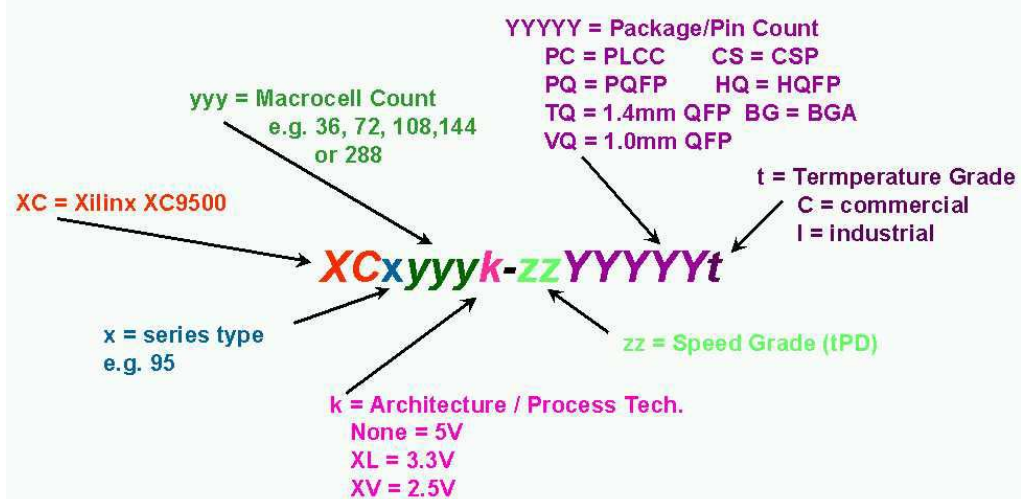 YYYYY = Package/Pin Count
PC = PLCC CS = CSP
PQ = PQFP HQ = HQFP
TQ = 1.4mm QFP BG = BGA
VQ = 1.0mm QFP
yyy = Macrocell Count
e.g. 36, 72, 108,144
or 288
t = Termperature Grade
C = commercial
I = industrial
XC = Xilinx XC9500
XCxyyyk-zzYYYYYt
x = series type
e.g. 95
zz = Speed Grade (tPD)
k = Architecture / Process Tech.
None = 5V
XL = 3.3V
XV = 2.5V